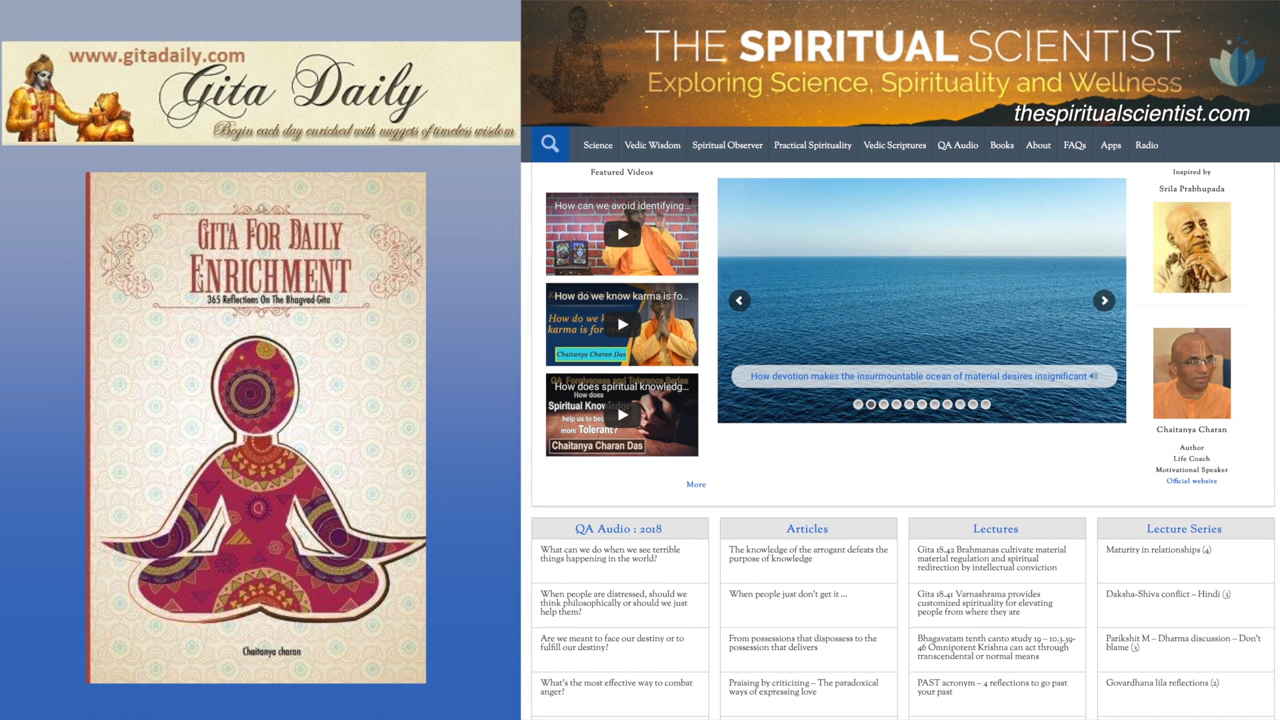 www.gitadaily.com
Gita Daily
Begin each day enriched with nuggets of timeless wisdom
GITA FOR DAILY
ENRICHMENT
365 Reflections On The Bhagvad-Gita
Chaitanya charan
THE SPIRITUAL SCIENTIST
Exploring Science, Spirituality and Wellness
thespiritualscientist.com
Science Vedic Wisdom Spiritual Observer Practical Spirituality Vedic Scriptures QA Audio Books About FAQs Apps Radio
Featured Videos
How can we avoid identifying...
How do we know karma is fo...
How do we k
karma is for re
Chaitanya Charan Das
QA Forgiveness and Tolerance Series
How does spiritual knowledg...
How does
Spiritual Know
help us to bec
more Tolerant?
Chaitanya Charan Das
More
How devotion makes the insurmountable ocean of material desires insignificant
Inspired by
Srila Prabhupada
Chaitanya Charan
Author
Life Coach
Motivational Speaker
Official website
QA Audio : 2018
What can we do when we see terrible
things happening in the world?
When people are distressed, should we
think philosophically or should we just
help them?
Are we meant to face our destiny or to
fulfill our destiny?
What's the most effective way to combat
anger?
Articles
The knowledge of the arrogant defeats the
purpose of knowledge
When people just don't get it ...
From possessions that dispossess to the
possession that delivers
Praising by criticizing – The paradoxical
ways of expressing love
Lectures
Gita 18.42 Brahmanas cultivate material
material regulation and spiritual
redirection by intellectual conviction
Gita 18.41 Varnashrama provides
customized spirituality for elevating
people from where they are
Bhagavatam tenth canto study 19 – 10.3.39-
46 Omnipotent Krishna can act through
transcendental or normal means
PAST acronym – 4 reflections to go past
your past
Lecture Series
Maturity in relationships (4)
Daksha-Shiva conflict – Hindi (3)
Parikshit M – Dharma discussion – Don't
blame (3)
Govardhana lila reflections (2)